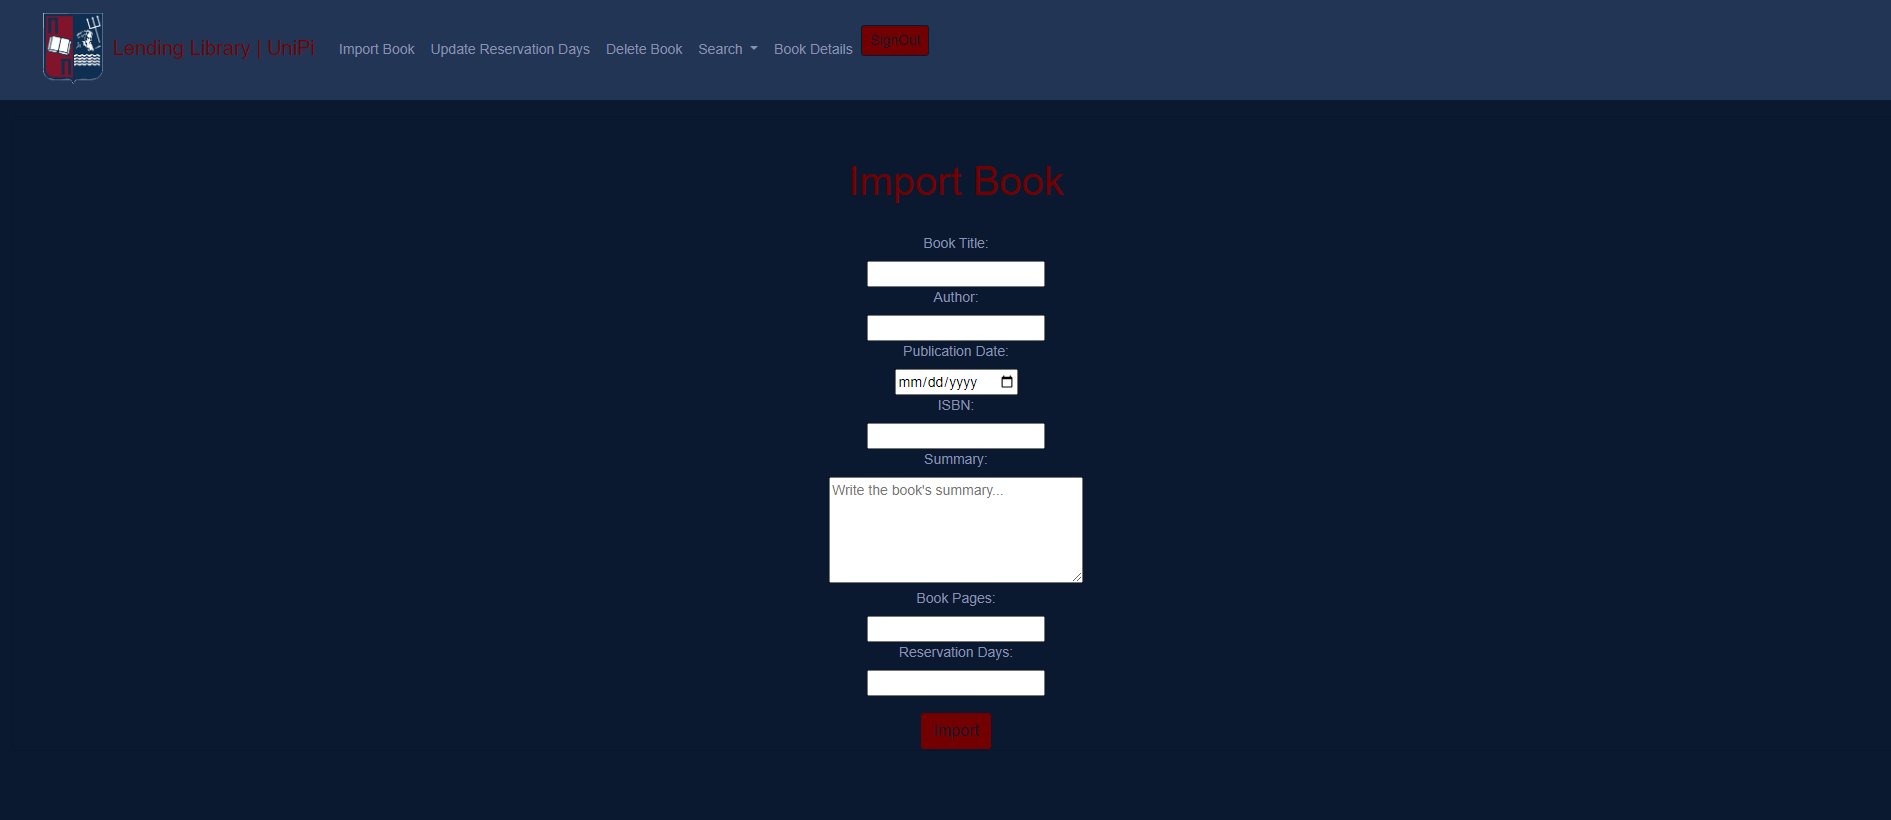 Lending Library | UniPi Import Book Update Reservation Days Delete Book Search Book Details SignOut
Import Book
Book Title:
Author:
Publication Date:
mm/dd/yyyy
ISBN:
Summary:
Write the book's summary...
Book Pages:
Reservation Days:
Import